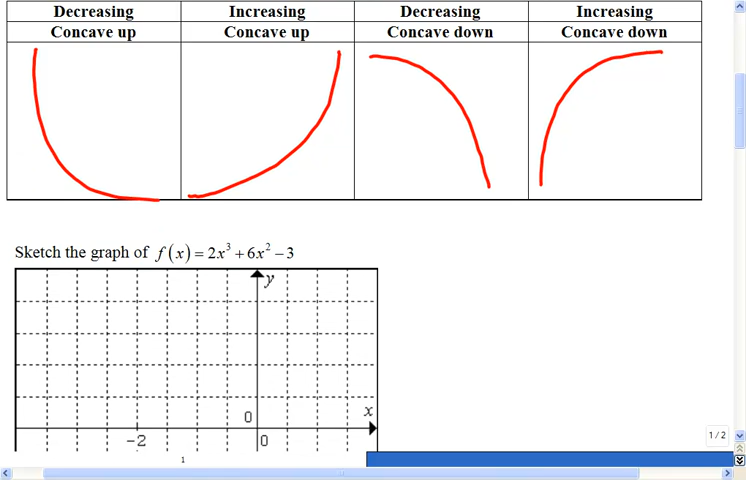 Decreasing Increasing Decreasing Increasing
Concave up Concave up Concave down Concave down
Sketch the graph of f(x) = 2x³ + 6x² − 3
y
0 x
−2 0
1 / 2
1